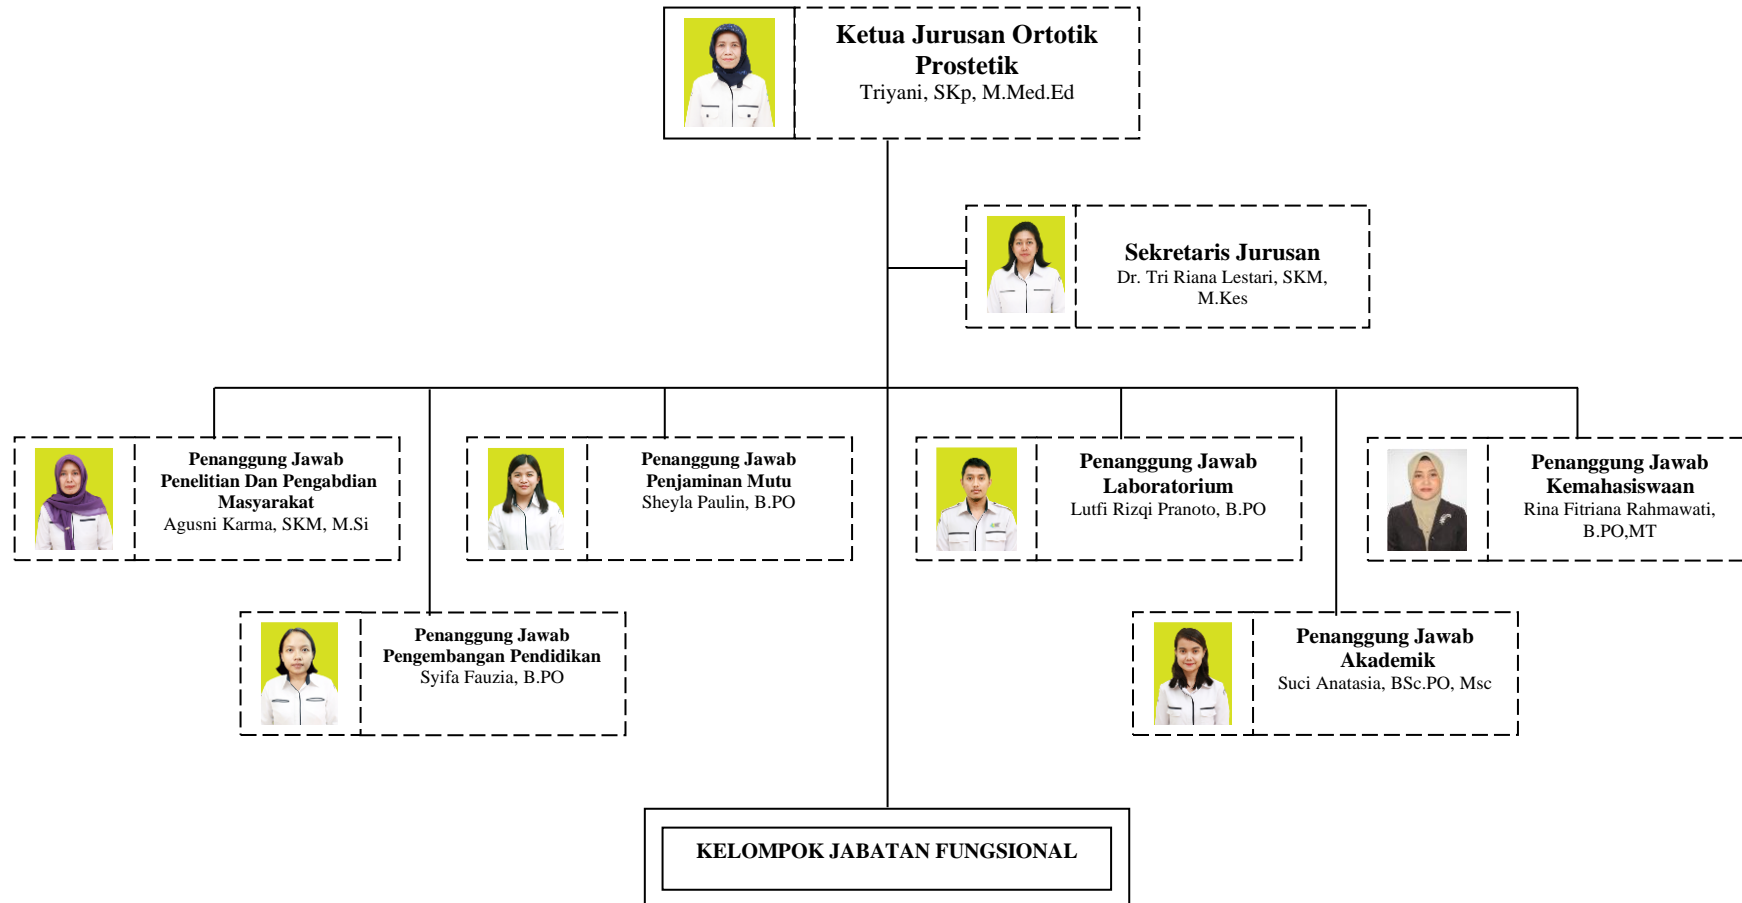 Ketua Jurusan Ortotik
Prostetik
Triyani, SKp, M.Med.Ed
Sekretaris Jurusan
Dr. Tri Riana Lestari, SKM,
M.Kes
Penanggung Jawab
Penelitian Dan Pengabdian
Masyarakat
Agusni Karma, SKM, M.Si
Penanggung Jawab
Penjaminan Mutu
Sheyla Paulin, B.PO
Penanggung Jawab
Laboratorium
Lutfi Rizqi Pranoto, B.PO
Penanggung Jawab
Kemahasiswaan
Rina Fitriana Rahmawati,
B.PO,MT
Penanggung Jawab
Pengembangan Pendidikan
Syifa Fauzia, B.PO
Penanggung Jawab
Akademik
Suci Anatasia, BSc.PO, Msc
KELOMPOK JABATAN FUNGSIONAL